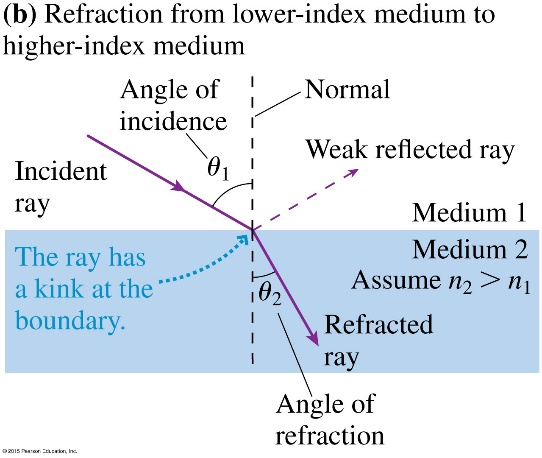 (b) Refraction from lower-index medium to
higher-index medium
Angle of
incidence
Normal
θ1
Weak reflected ray
Incident
ray
Medium 1
Medium 2
Assume n2 > n1
The ray has
a kink at the
boundary.
θ2
Refracted
ray
Angle of
refraction
© 2015 Pearson Education, Inc.